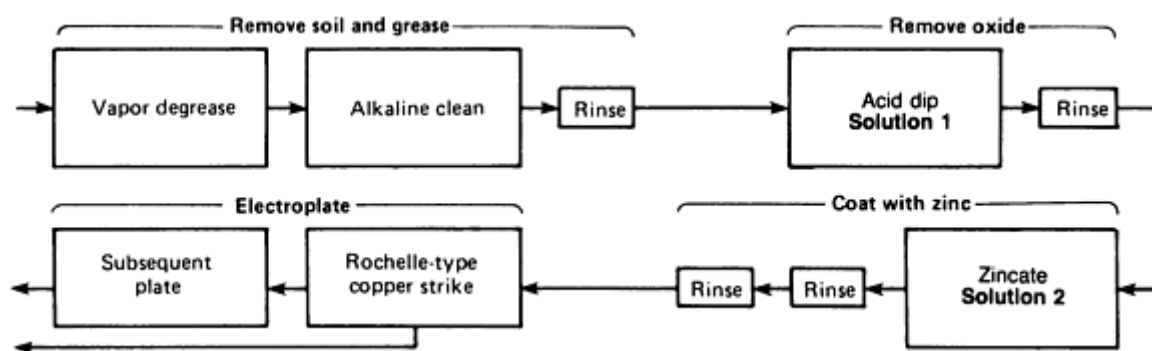 Remove soil and grease
Remove oxide
Vapor degrease
Alkaline clean
Rinse
Acid dip
Solution 1
Rinse
Electroplate
Coat with zinc
Subsequent
plate
Rochelle-type
copper strike
Rinse
Rinse
Zincate
Solution 2